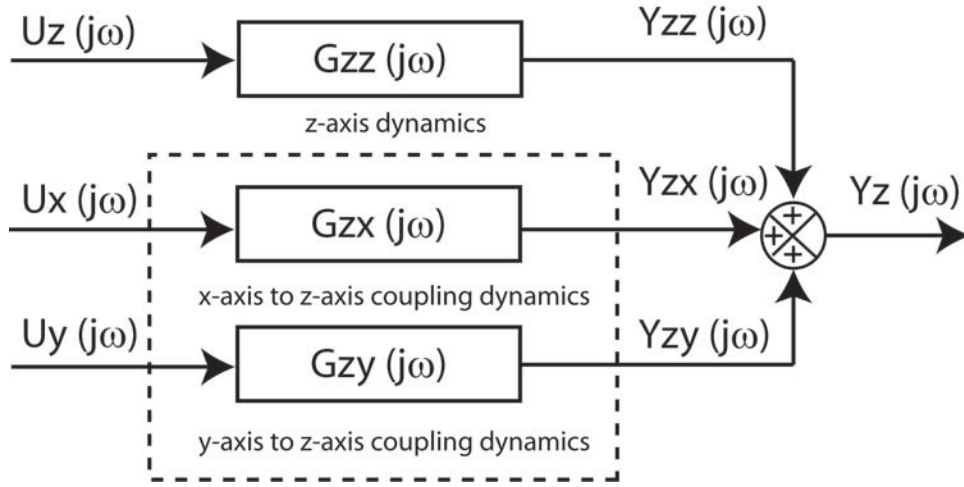 Uz (jω)
Gzz (jω)
Yzz (jω)
z-axis dynamics
Ux (jω)
Gzx (jω)
Yzx (jω)
Yz (jω)
+
+
+
x-axis to z-axis coupling dynamics
Uy (jω)
Gzy (jω)
Yzy (jω)
y-axis to z-axis coupling dynamics